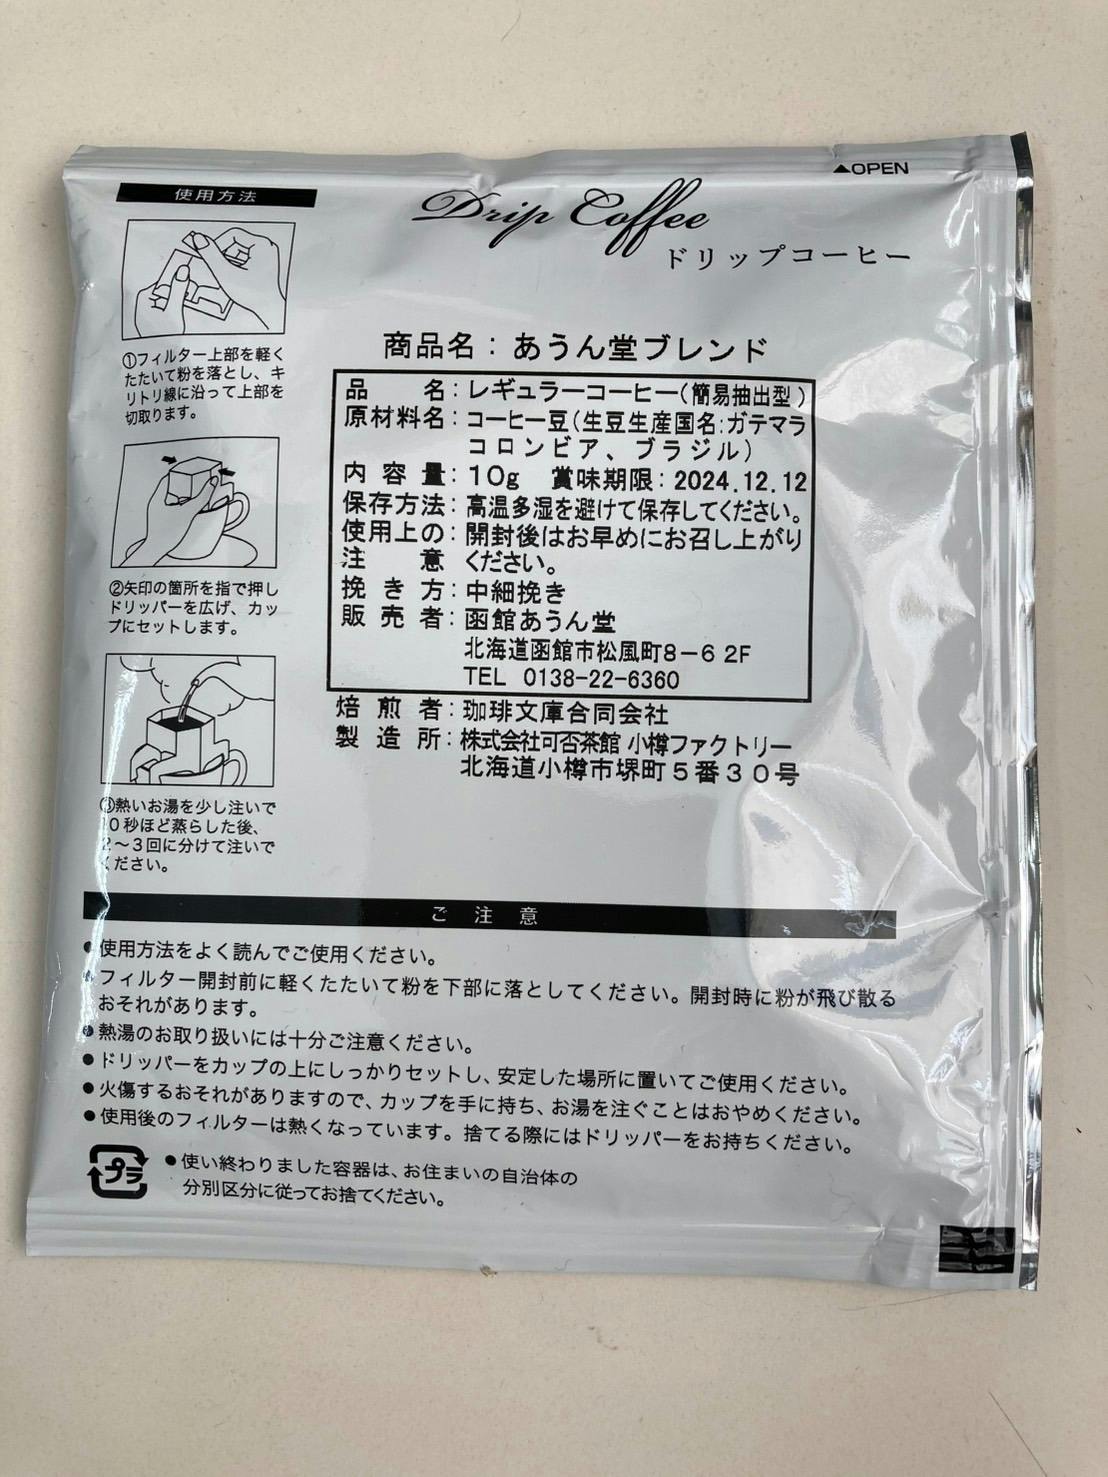 ▲OPEN
使用方法
Drip Coffee
ドリップコーヒー
①フィルター上部を軽く
たたいて粉を落とし、キ
リトリ線に沿って上部を
切取ります。
②矢印の箇所を指で押し
ドリッパーを広げ、カッ
プにセットします。
③熱いお湯を少し注いで
0秒ほど蒸らした後、
2～3回に分けて注いで
ください。
商品名：あうん堂ブレンド
品名：レギュラーコーヒー(簡易抽出型)
原材料名：コーヒー豆(生豆生産国名:ガテマラ
コロンビア、ブラジル)
内容量：10g 賞味期限：2024.12.12
保存方法：高温多湿を避けて保存してください。
使用上の：開封後はお早めにお召し上がり
注意 ください。
挽き方：中細挽き
販売者：函館あうん堂
北海道函館市松風町8－6 2F
TEL 0138-22-6360
焙煎者：珈琲文庫合同会社
製造所：株式会社可否茶館 小樽ファクトリー
北海道小樽市堺町５番３０号
ご注意
●使用方法をよく読んでご使用ください。
●フィルター開封前に軽くたたいて粉を下部に落としてください。開封時に粉が飛び散る
おそれがあります。
●熱湯のお取り扱いには十分ご注意ください。
●ドリッパーをカップの上にしっかりセットし、安定した場所に置いてご使用ください。
●火傷するおそれがありますので、カップを手に持ち、お湯を注ぐことはおやめください。
●使用後のフィルターは熱くなっています。捨てる際にはドリッパーをお持ちください。
プラ
●使い終わりました容器は、お住まいの自治体の
分別区分に従ってお捨てください。